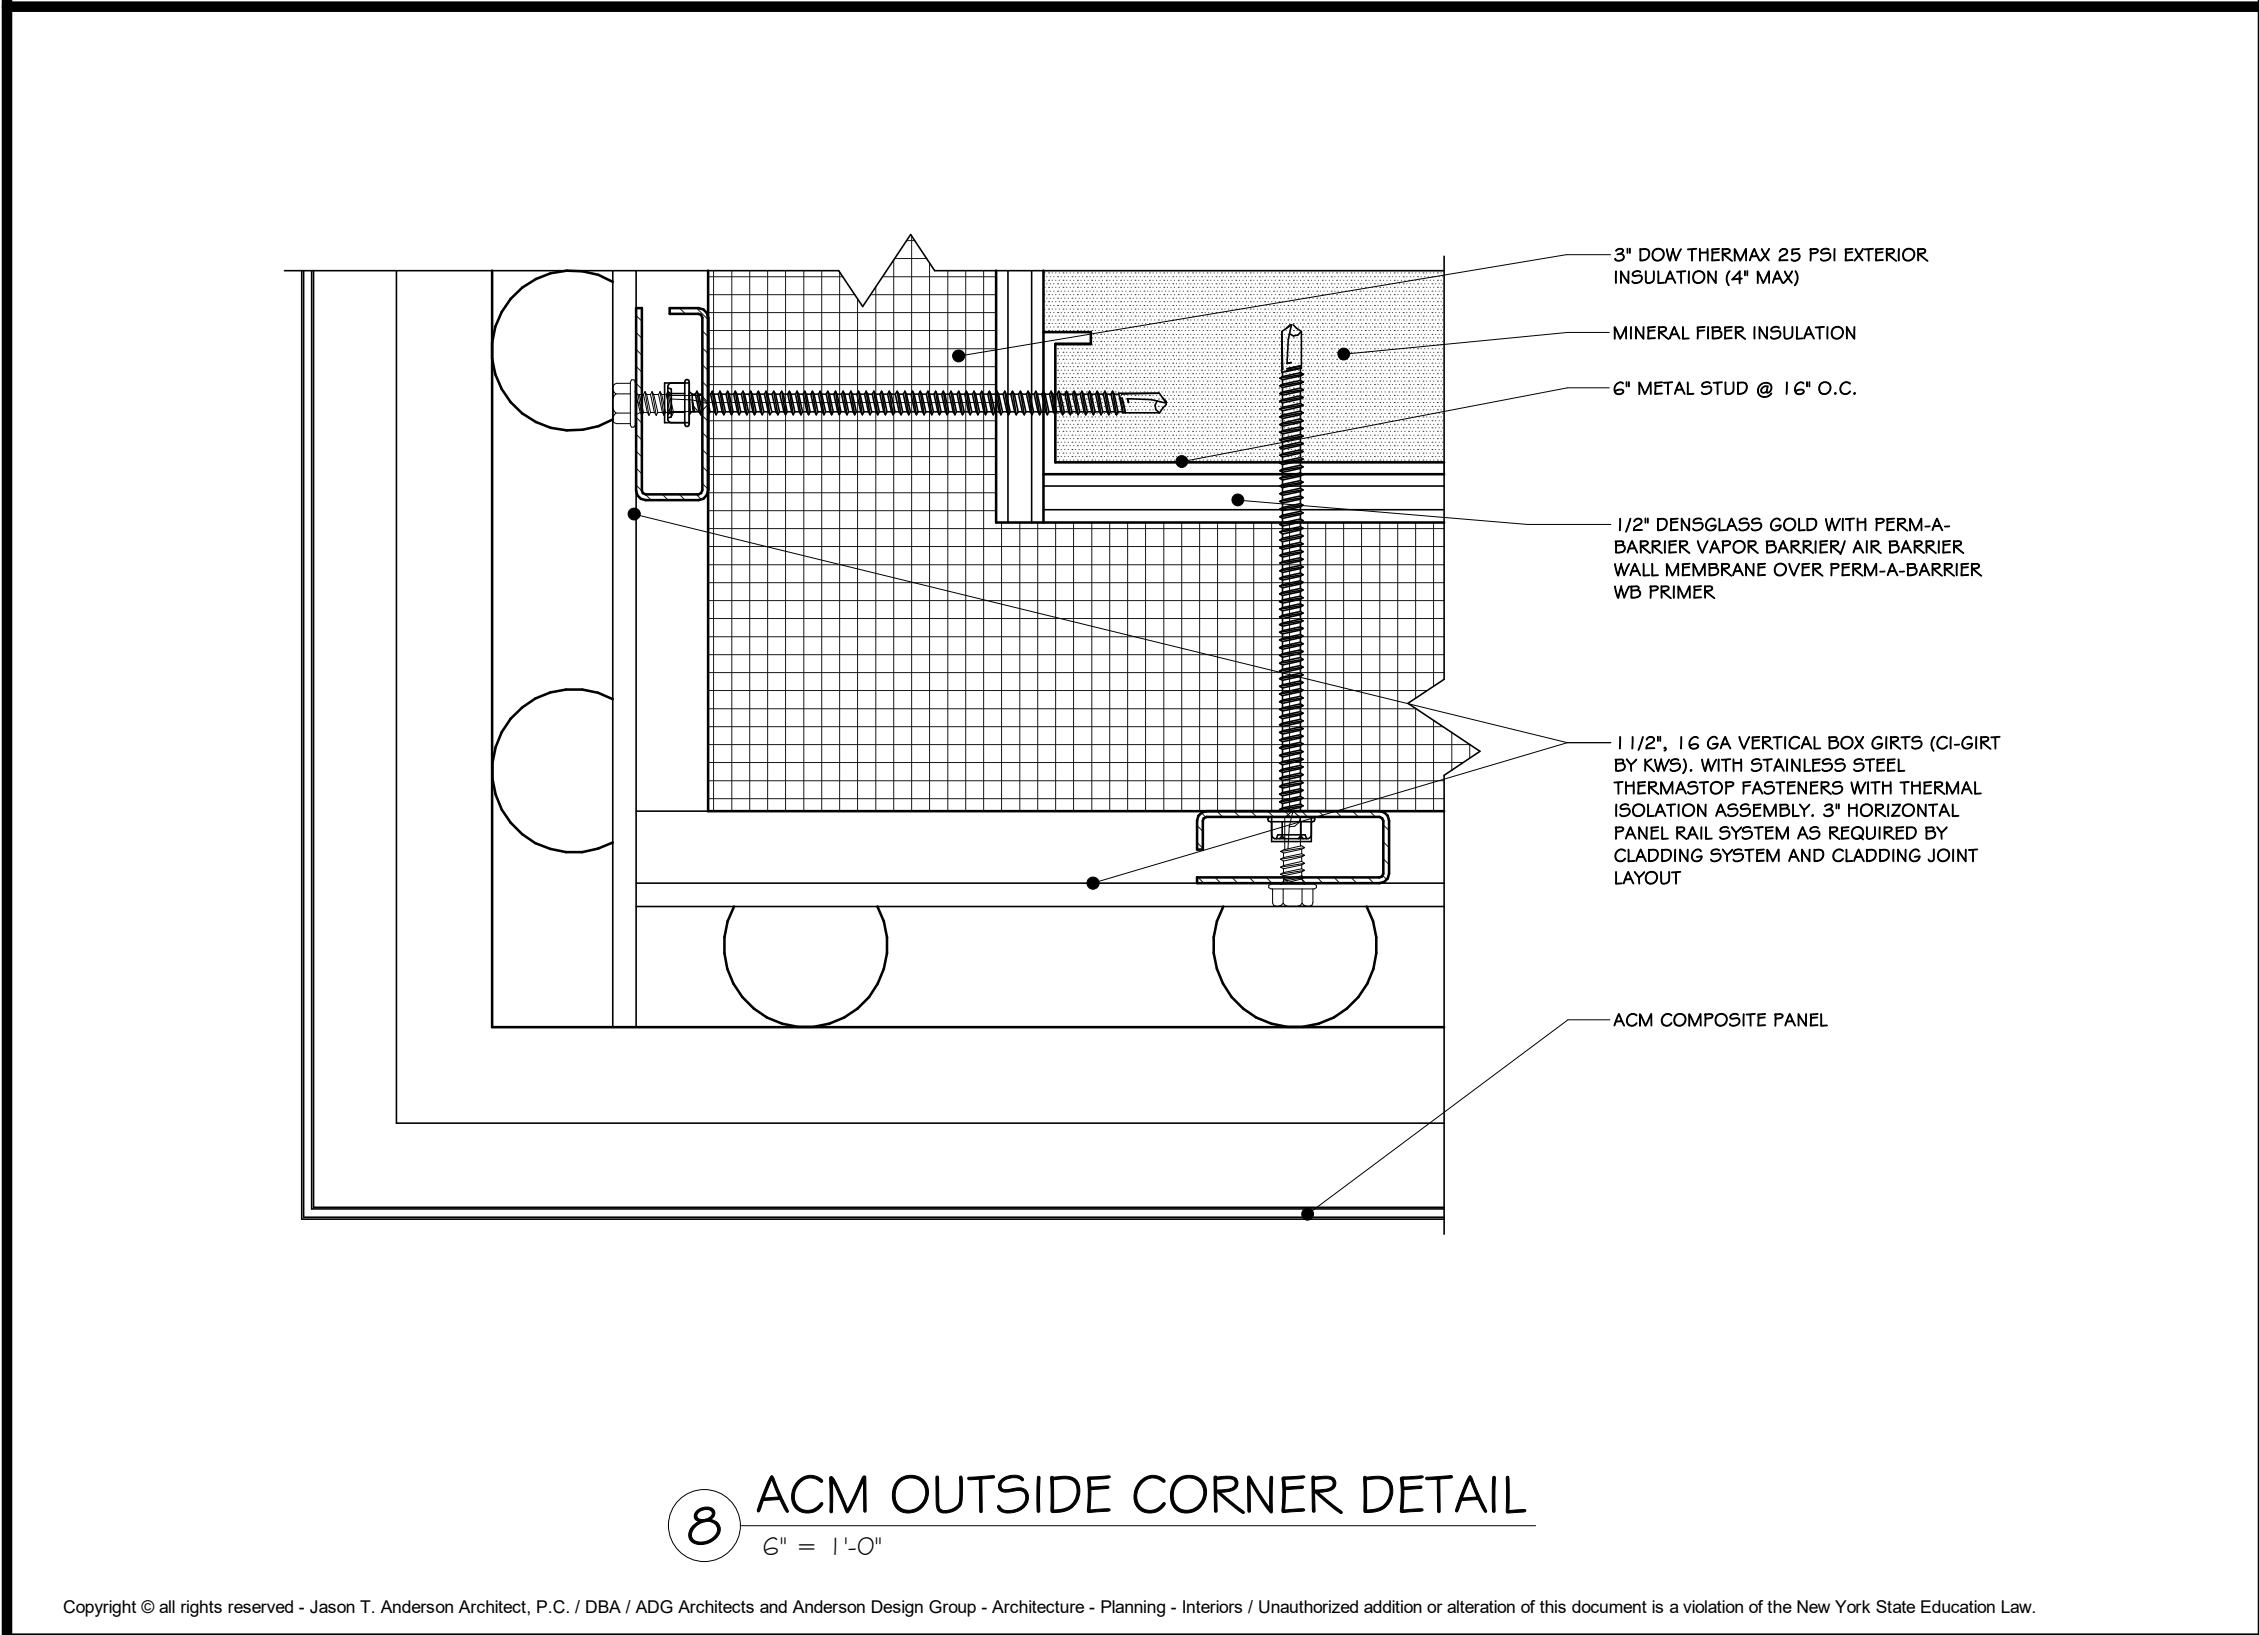 3" DOW THERMAX 25 PSI EXTERIOR
INSULATION (4" MAX)
MINERAL FIBER INSULATION
6" METAL STUD @ 16" O.C.
1/2" DENSGLASS GOLD WITH PERM-A-
BARRIER VAPOR BARRIER/ AIR BARRIER
WALL MEMBRANE OVER PERM-A-BARRIER
WB PRIMER
1 1/2", 16 GA VERTICAL BOX GIRTS (CI-GIRT
BY KWS). WITH STAINLESS STEEL
THERMASTOP FASTENERS WITH THERMAL
ISOLATION ASSEMBLY. 3" HORIZONTAL
PANEL RAIL SYSTEM AS REQUIRED BY
CLADDING SYSTEM AND CLADDING JOINT
LAYOUT
ACM COMPOSITE PANEL
8
ACM OUTSIDE CORNER DETAIL
6" = 1'-0"
Copyright © all rights reserved - Jason T. Anderson Architect, P.C. / DBA / ADG Architects and Anderson Design Group - Architecture - Planning - Interiors / Unauthorized addition or alteration of this document is a violation of the New York State Education Law.